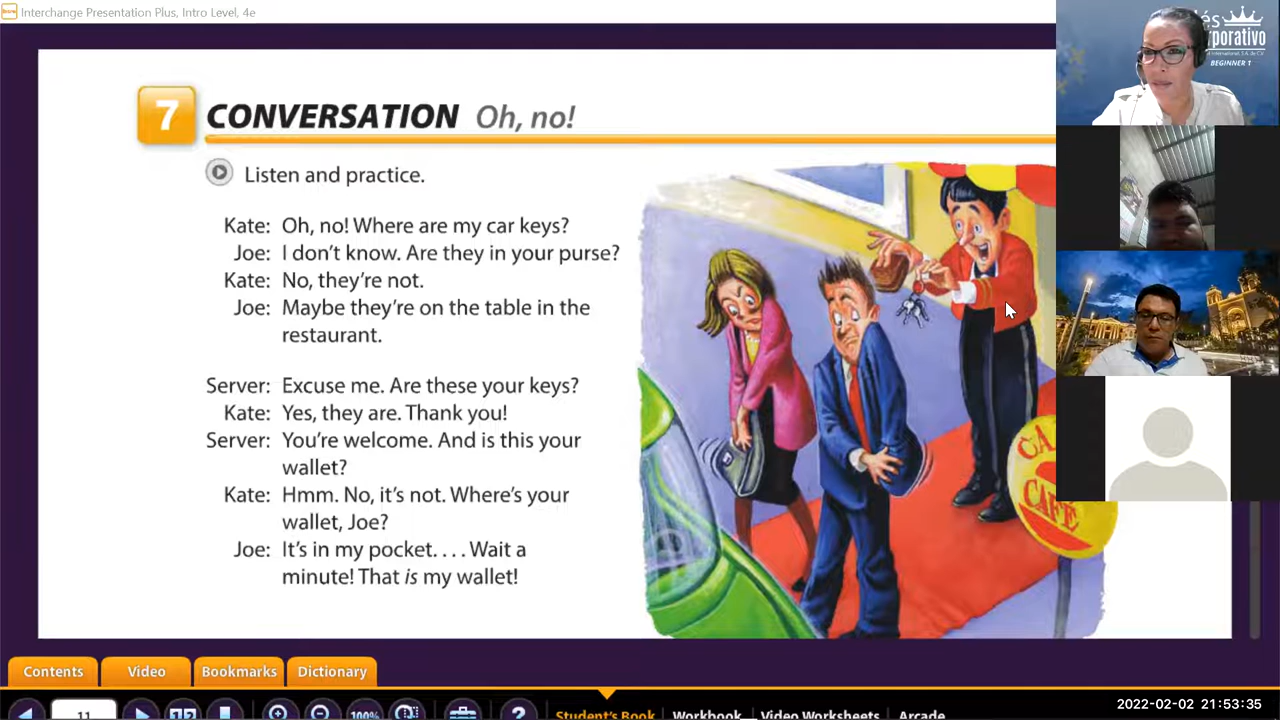 Interchange Presentation Plus, Intro Level, 4e
7 CONVERSATION Oh, no!
Listen and practice.
Kate: Oh, no! Where are my car keys?
Joe: I don't know. Are they in your purse?
Kate: No, they're not.
Joe: Maybe they're on the table in the
restaurant.
Server: Excuse me. Are these your keys?
Kate: Yes, they are. Thank you!
Server: You're welcome. And is this your
wallet?
Kate: Hmm. No, it's not. Where's your
wallet, Joe?
Joe: It's in my pocket. . . . Wait a
minute! That is my wallet!
CAFE
BEGINNER 1
Contents Video Bookmarks Dictionary
11
100%
?
Student's Book Workbook Video Worksheets Arcade
2022-02-02 21:53:35